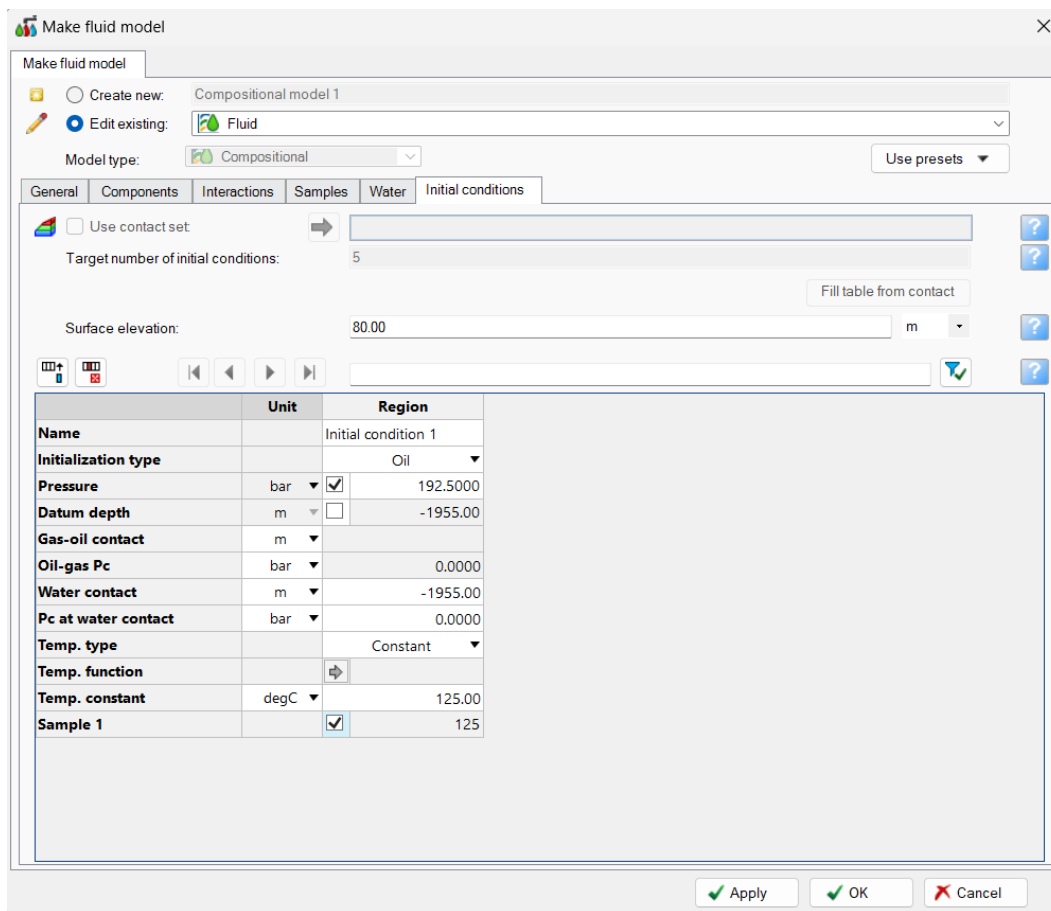 Make fluid model
Make fluid model
Create new: Compositional model 1
Edit existing: Fluid
Model type: Compositional Use presets
General Components Interactions Samples Water Initial conditions
Use contact set: ?
Target number of initial conditions: 5 ?
Fill table from contact
Surface elevation: 80.00 m ?
?
Unit Region
Name Initial condition 1
Initialization type Oil
Pressure bar 192.5000
Datum depth m -1955.00
Gas-oil contact m
Oil-gas Pc bar 0.0000
Water contact m -1955.00
Pc at water contact bar 0.0000
Temp. type Constant
Temp. function
Temp. constant degC 125.00
Sample 1 125
Apply OK Cancel